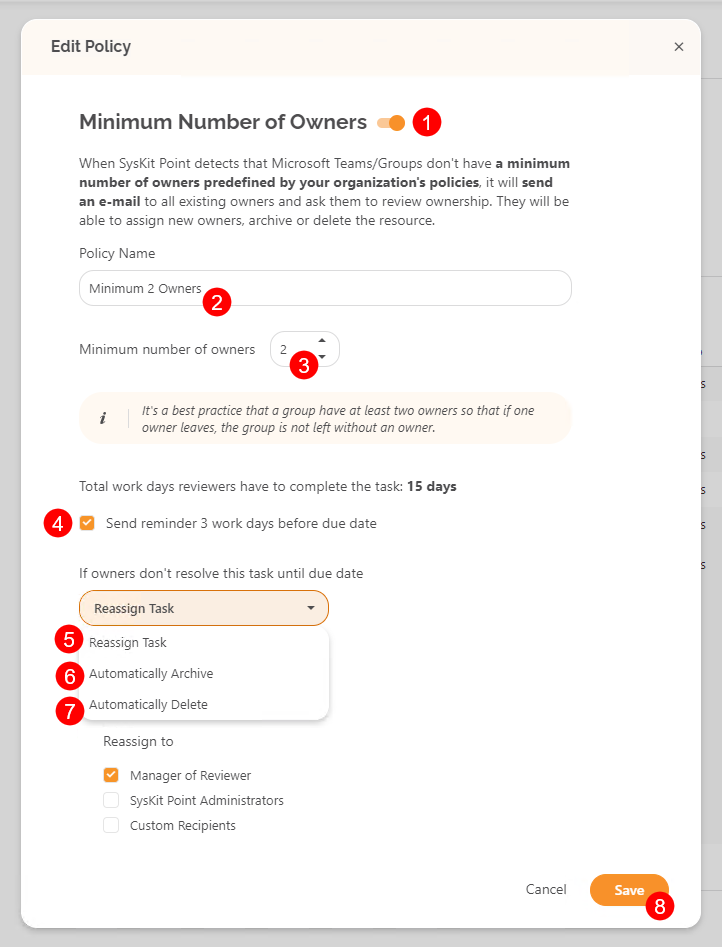 Edit Policy
Minimum Number of Owners 1
When SysKit Point detects that Microsoft Teams/Groups don't have a minimum
number of owners predefined by your organization's policies, it will send
an e-mail to all existing owners and ask them to review ownership. They will be
able to assign new owners, archive or delete the resource.
Policy Name
Minimum 2 Owners
2
Minimum number of owners 2
3
i
It's a best practice that a group have at least two owners so that if one
owner leaves, the group is not left without an owner.
Total work days reviewers have to complete the task: 15 days
4 Send reminder 3 work days before due date
If owners don't resolve this task until due date
Reassign Task
5 Reassign Task
6 Automatically Archive
7 Automatically Delete
Reassign to
Manager of Reviewer
SysKit Point Administrators
Custom Recipients
Cancel Save
8